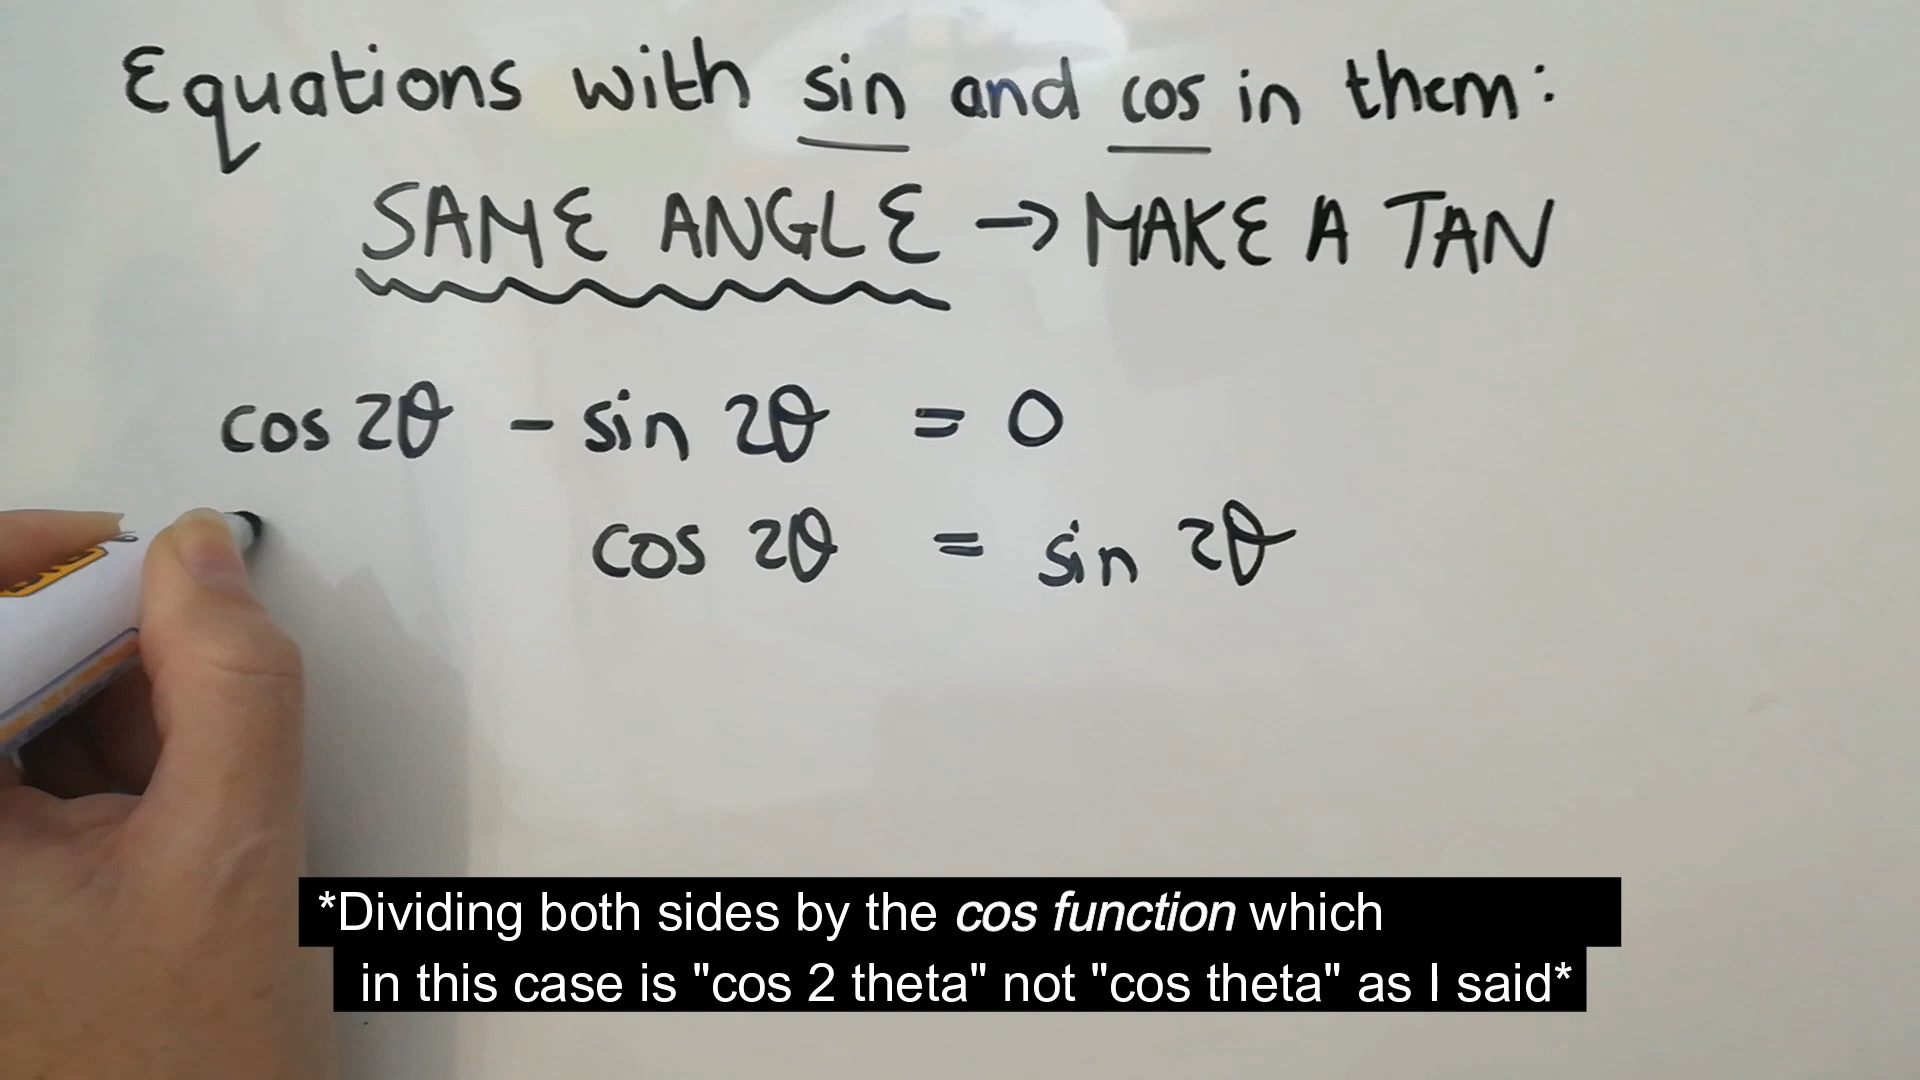 Equations with sin and cos in them:
SAME ANGLE → MAKE A TAN
cos 2θ - sin 2θ = 0
cos 2θ = sin 2θ
*Dividing both sides by the cos function which
in this case is "cos 2 theta" not "cos theta" as I said*